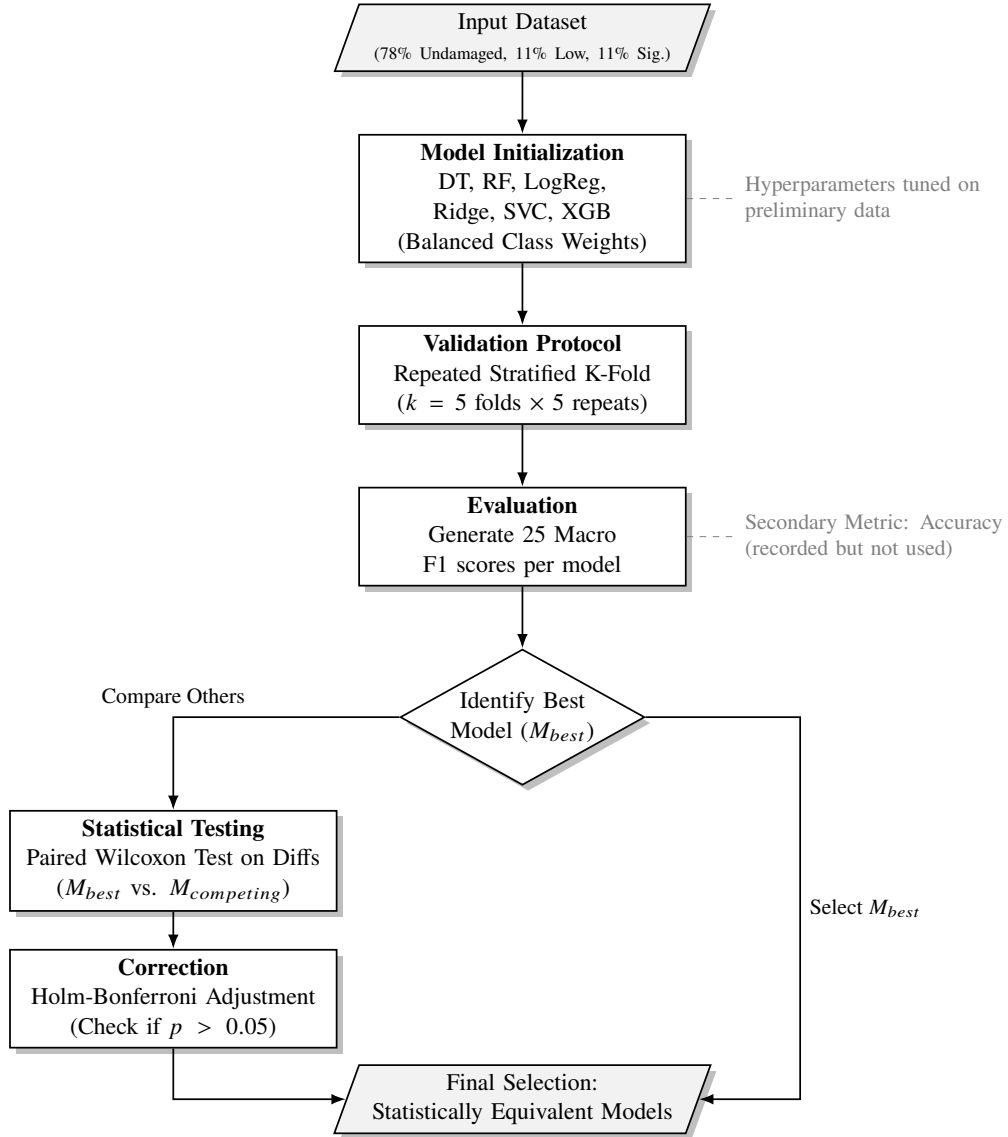 Input Dataset
(78% Undamaged, 11% Low, 11% Sig.)
Model Initialization
DT, RF, LogReg,
Ridge, SVC, XGB
(Balanced Class Weights)
Hyperparameters tuned on
preliminary data
Validation Protocol
Repeated Stratified K-Fold
(k = 5 folds × 5 repeats)
Evaluation
Generate 25 Macro
F1 scores per model
Secondary Metric: Accuracy
(recorded but not used)
Identify Best
Model (M_best)
Compare Others
Statistical Testing
Paired Wilcoxon Test on Diffs
(M_best vs. M_competing)
Correction
Holm-Bonferroni Adjustment
(Check if p > 0.05)
Select M_best
Final Selection:
Statistically Equivalent Models